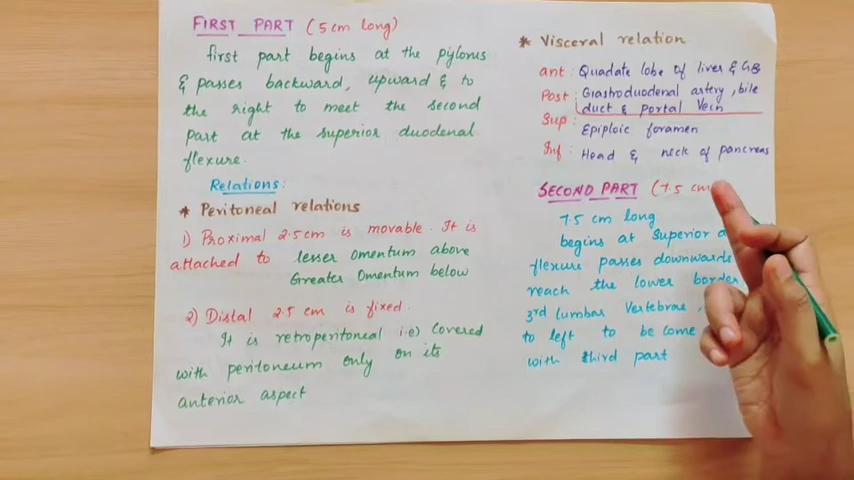 FIRST PART (5 cm long)
first part begins at the pylorus
& passes backward, upward & to
the right to meet the second
part at the superior duodenal
flexure.
Relations:
* Peritoneal relations
1) Proximal 2.5 cm is movable. It is
attached to lesser omentum above
Greater Omentum below
2) Distal 2.5 cm is fixed.
It is retroperitoneal i.e) covered
with peritoneum only on its
anterior aspect
* Visceral relation
ant: Quadate lobe of liver & GB
Post: Gastroduodenal artery, bile
duct & portal Vein
Sup: Epiploic foramen
Inf: Head & neck of pancreas
SECOND PART (7.5 cm
7.5 cm long
begins at Superior
flexure passes downwards
reach the lower border
3rd lumbar Vertebrae,
to left to become
with third part